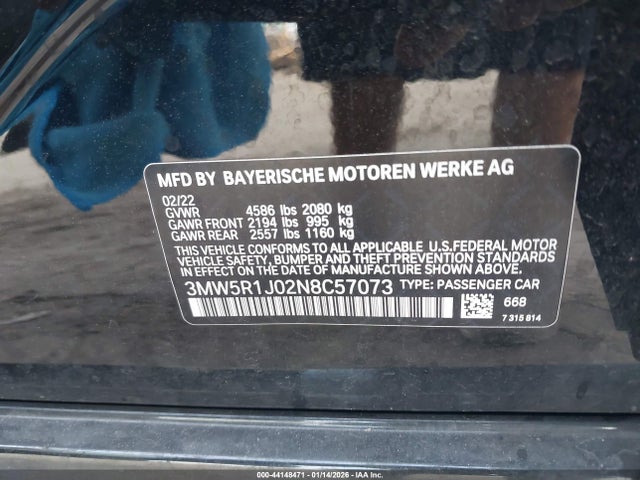 MFD BY BAYERISCHE MOTOREN WERKE AG
02/22
GVWR 4586 lbs 2080 kg
GAWR FRONT 2194 lbs 995 kg
GAWR REAR 2557 lbs 1160 kg
THIS VEHICLE CONFORMS TO ALL APPLICABLE U.S.FEDERAL MOTOR
VEHICLE SAFETY, BUMPER AND THEFT PREVENTION STANDARDS
IN EFFECT ON THE DATE OF MANUFACTURE SHOWN ABOVE.
3MW5R1J02N8C57073 TYPE: PASSENGER CAR
668
7 315 814
000-44148471 - 01/14/2026 - IAA Inc.